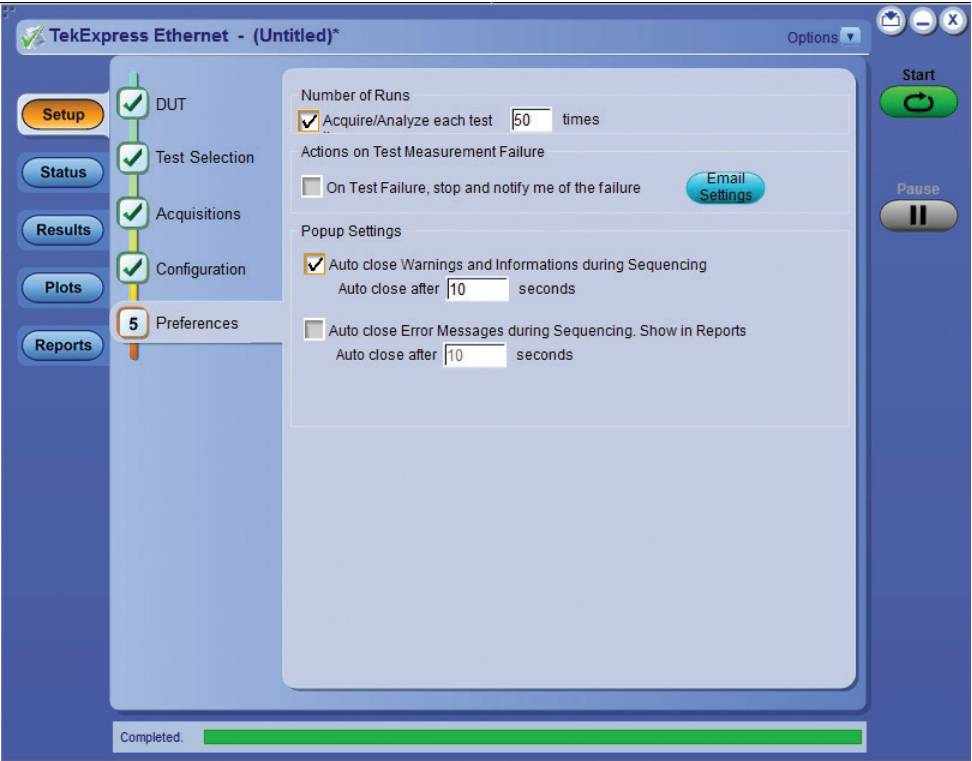 TekExpress Ethernet - (Untitled)*
Options
Start
Pause
Setup
Status
Results
Plots
Reports
DUT
Test Selection
Acquisitions
Configuration
5 Preferences
Number of Runs
Acquire/Analyze each test 50 times
Actions on Test Measurement Failure
On Test Failure, stop and notify me of the failure
Email
Settings
Popup Settings
Auto close Warnings and Informations during Sequencing
Auto close after 10 seconds
Auto close Error Messages during Sequencing. Show in Reports
Auto close after 10 seconds
Completed.